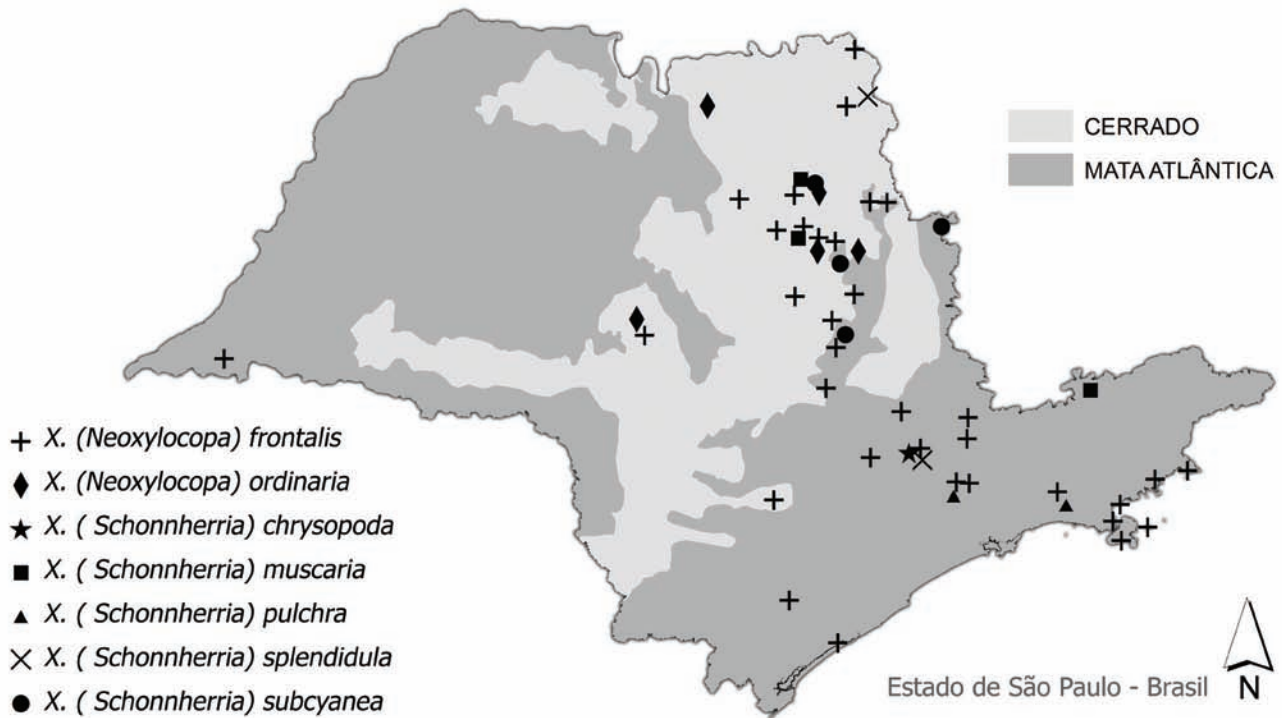 CERRADO
MATA ATLÂNTICA
X. (Neoxylocopa) frontalis
X. (Neoxylocopa) ordinaria
X. ( Schonnherria) chrysopoda
X. ( Schonnherria) muscaria
X. ( Schonnherria) pulchra
X. ( Schonnherria) splendidula
X. ( Schonnherria) subcyanea
Estado de São Paulo - Brasil
N